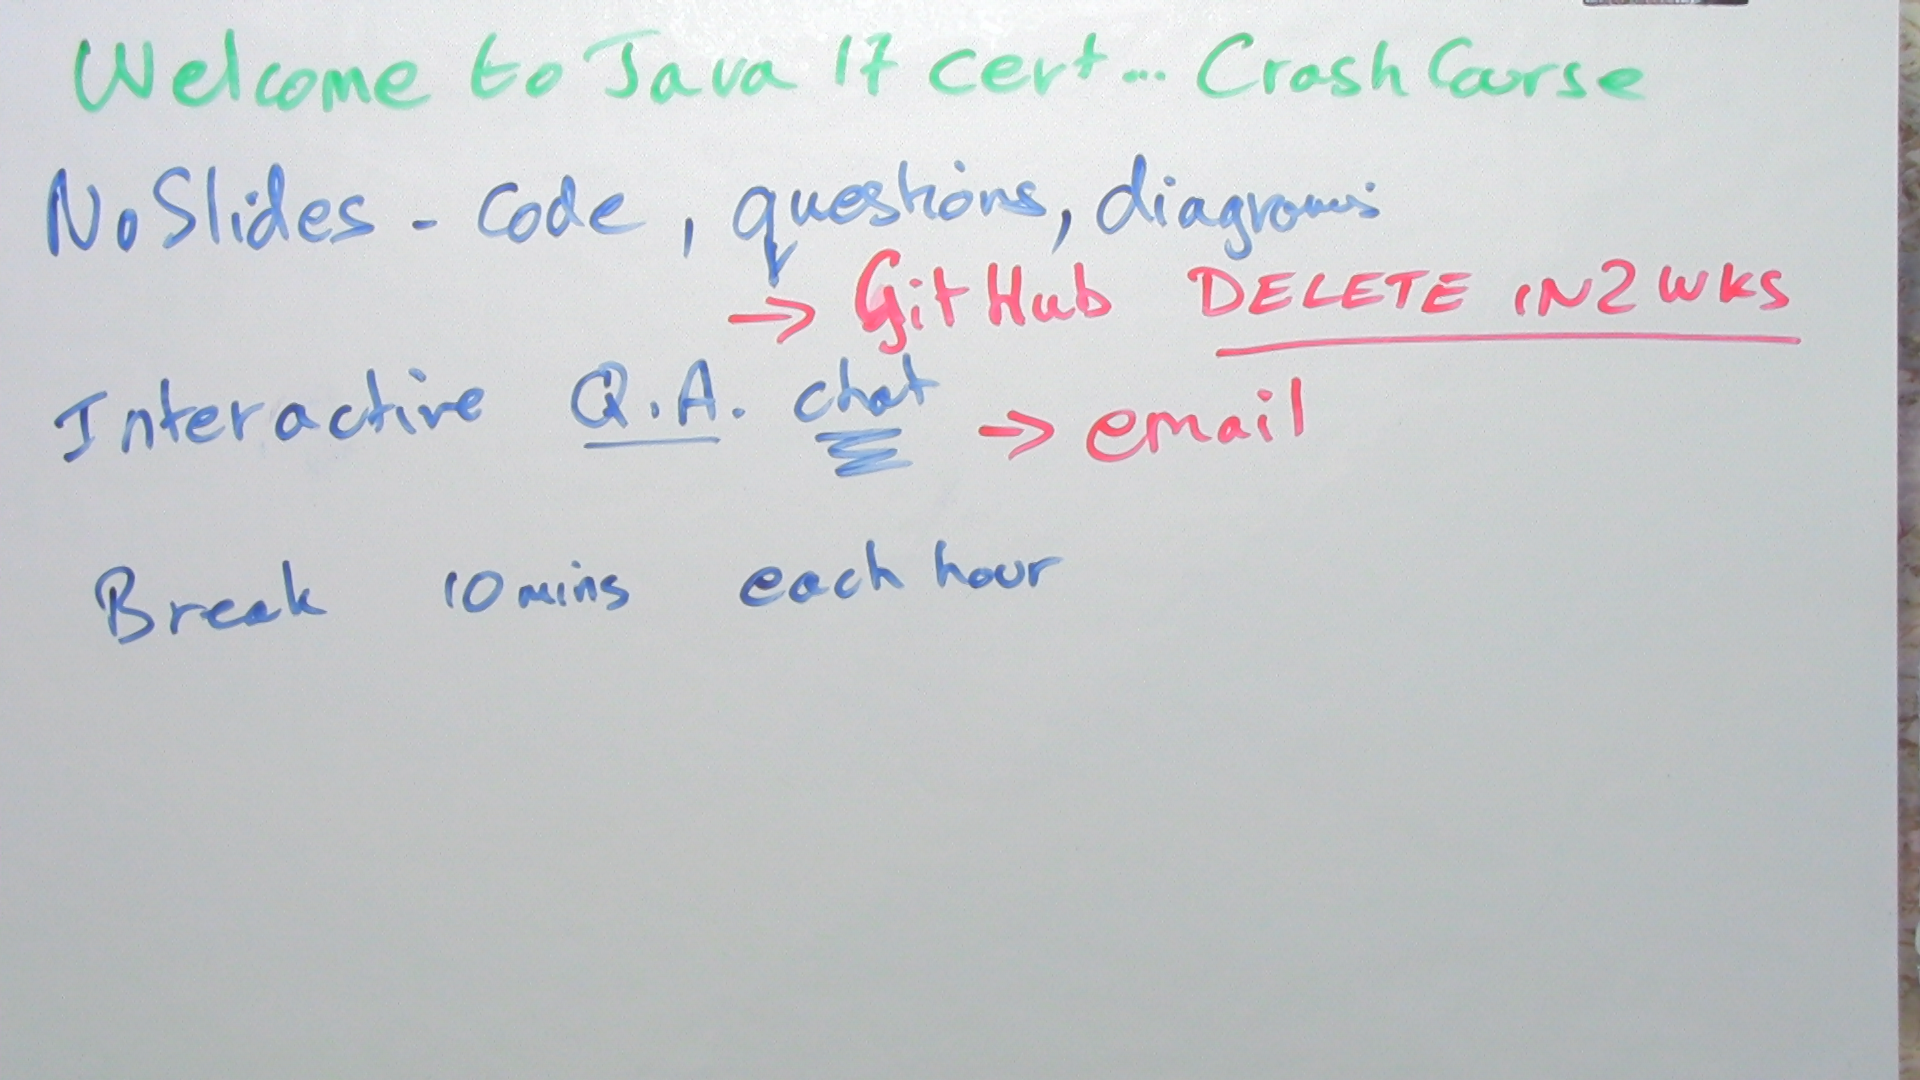 Welcome to Java 17 cert... Crash Course
No Slides - Code, questions, diagrams
→ GitHub DELETE IN 2 WKS
Interactive Q.A. chat → email
Break 10 mins each hour